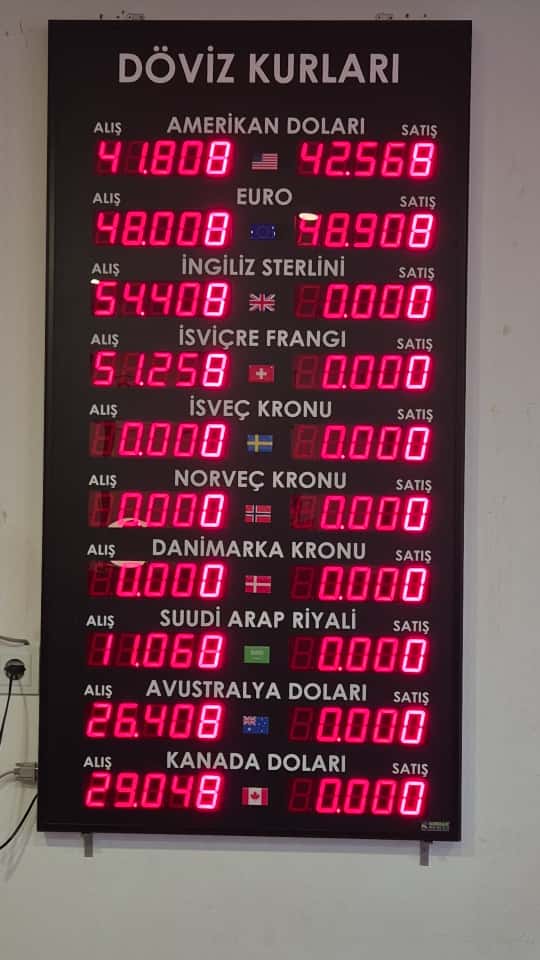 DÖVİZ KURLARI
ALIŞ AMERİKAN DOLARI SATIŞ
41.808 42.568
ALIŞ EURO SATIŞ
48.008 48.908
ALIŞ İNGİLİZ STERLİNİ SATIŞ
54.408 0.000
ALIŞ İSVİÇRE FRANGI SATIŞ
51.258 0.000
ALIŞ İSVEÇ KRONU SATIŞ
0.000 0.000
ALIŞ NORVEÇ KRONU SATIŞ
0.000 0.000
ALIŞ DANİMARKA KRONU SATIŞ
0.000 0.000
ALIŞ SUUDİ ARAP RİYALİ SATIŞ
11.068 0.000
ALIŞ AVUSTRALYA DOLARI SATIŞ
26.408 0.000
ALIŞ KANADA DOLARI SATIŞ
29.048 0.000